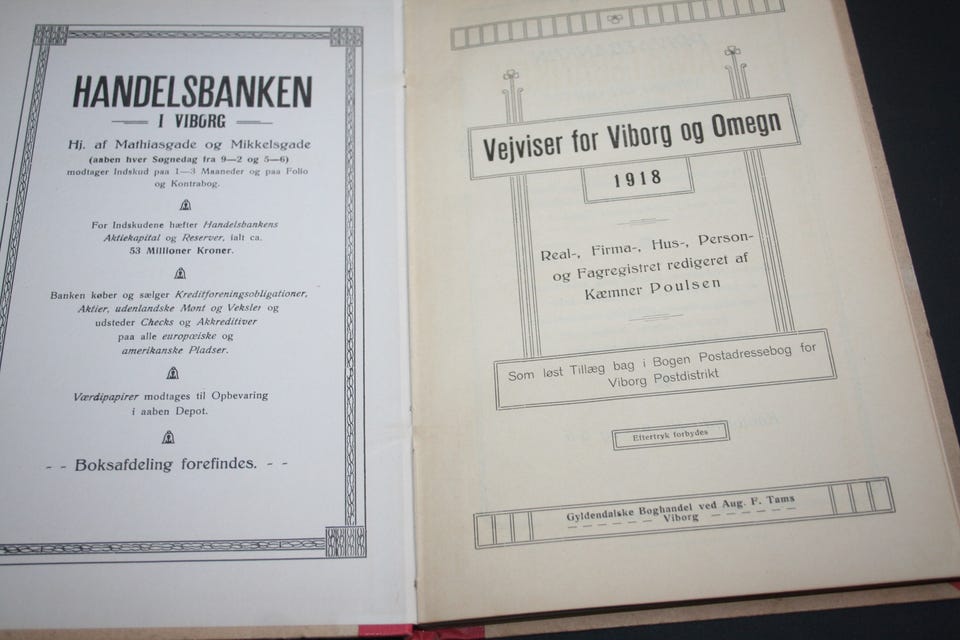 HANDELSBANKEN
I VIBORG
Hj. af Mathiasgade og Mikkelsgade
(aaben hver Søgnedag fra 9—2 og 5—6)
modtager Indskud paa 1—3 Maaneder og paa Folio
og Kontrabog.
For Indskudene hæfter Handelsbankens
Aktiekapital og Reserver, ialt ca.
53 Millioner Kroner.
Banken køber og sælger Kreditforeningsobligationer,
Aktier, udenlandske Mønt og Veksler og
udsteder Checks og Akkreditiver
paa alle europæiske og
amerikanske Pladser.
Værdipapirer modtages til Opbevaring
i aaben Depot.
- - Boksafdeling forefindes. - -
Vejviser for Viborg og Omegn
1918
Real-, Firma-, Hus-, Person-
og Fagregistret redigeret af
Kæmner Poulsen
Som løst Tillæg bag i Bogen Postadressebog for
Viborg Postdistrikt
Eftertryk forbydes
Gyldendalske Boghandel ved Aug. F. Tams
Viborg